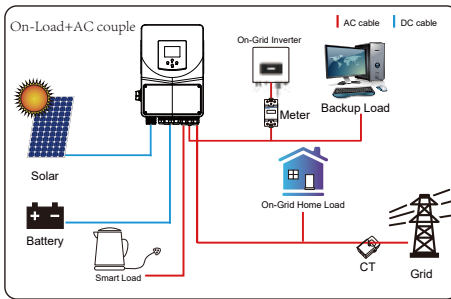 On-Load+AC couple
AC cable
DC cable
On-Grid Inverter
Meter
Backup Load
Solar
On-Grid Home Load
Battery
Smart Load
CT
Grid